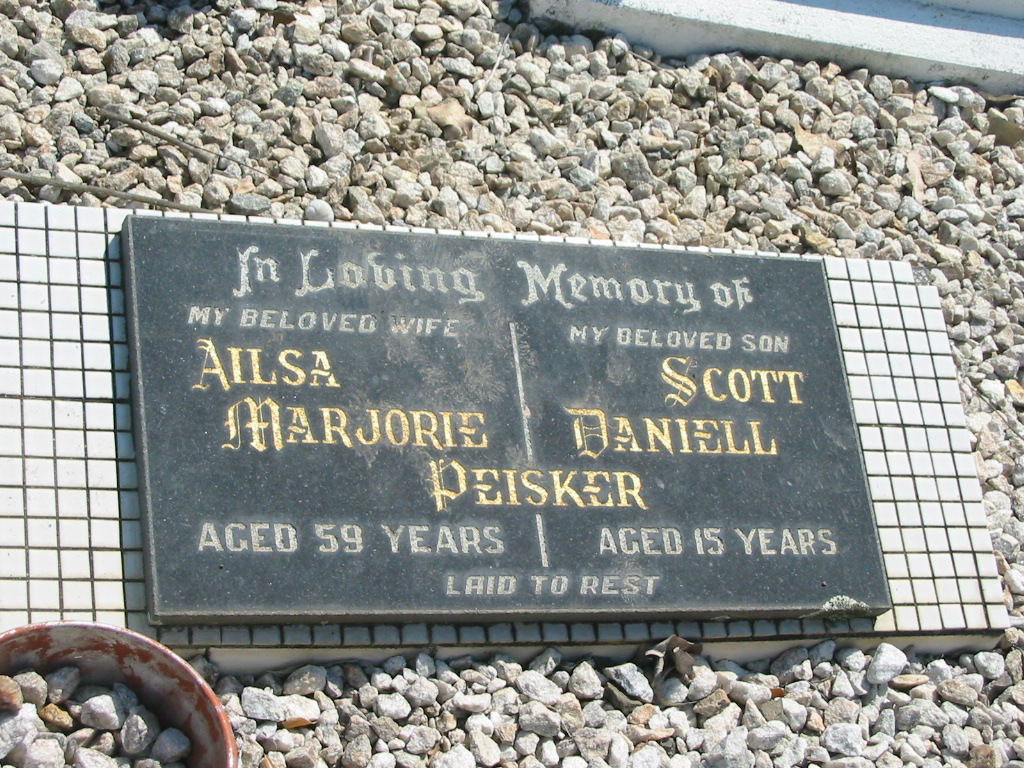 In Loving Memory of
MY BELOVED WIFE
AILSA
MARJORIE
MY BELOVED SON
SCOTT
DANIELL
PEISKER
AGED 59 YEARS
AGED 15 YEARS
LAID TO REST